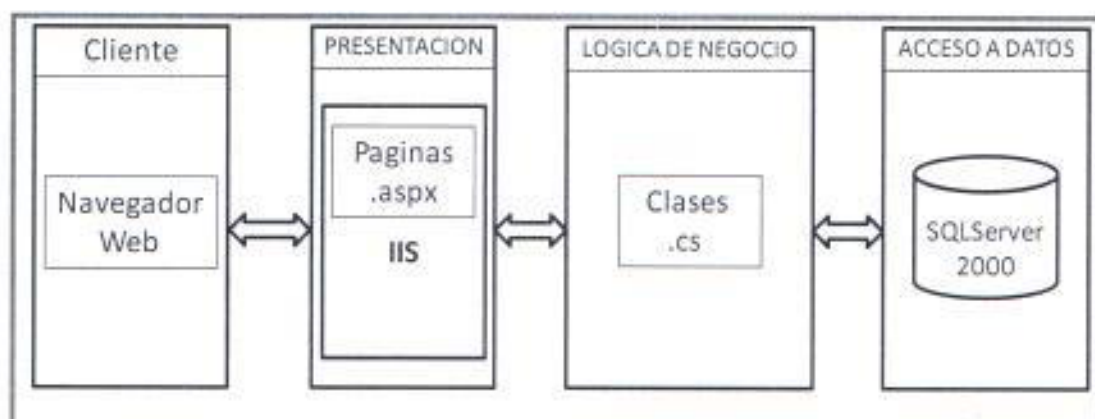 Cliente
Navegador
Web
PRESENTACION
Paginas
.aspx
IIS
LOGICA DE NEGOCIO
Clases
.cs
ACCESO A DATOS
SQLServer
2000